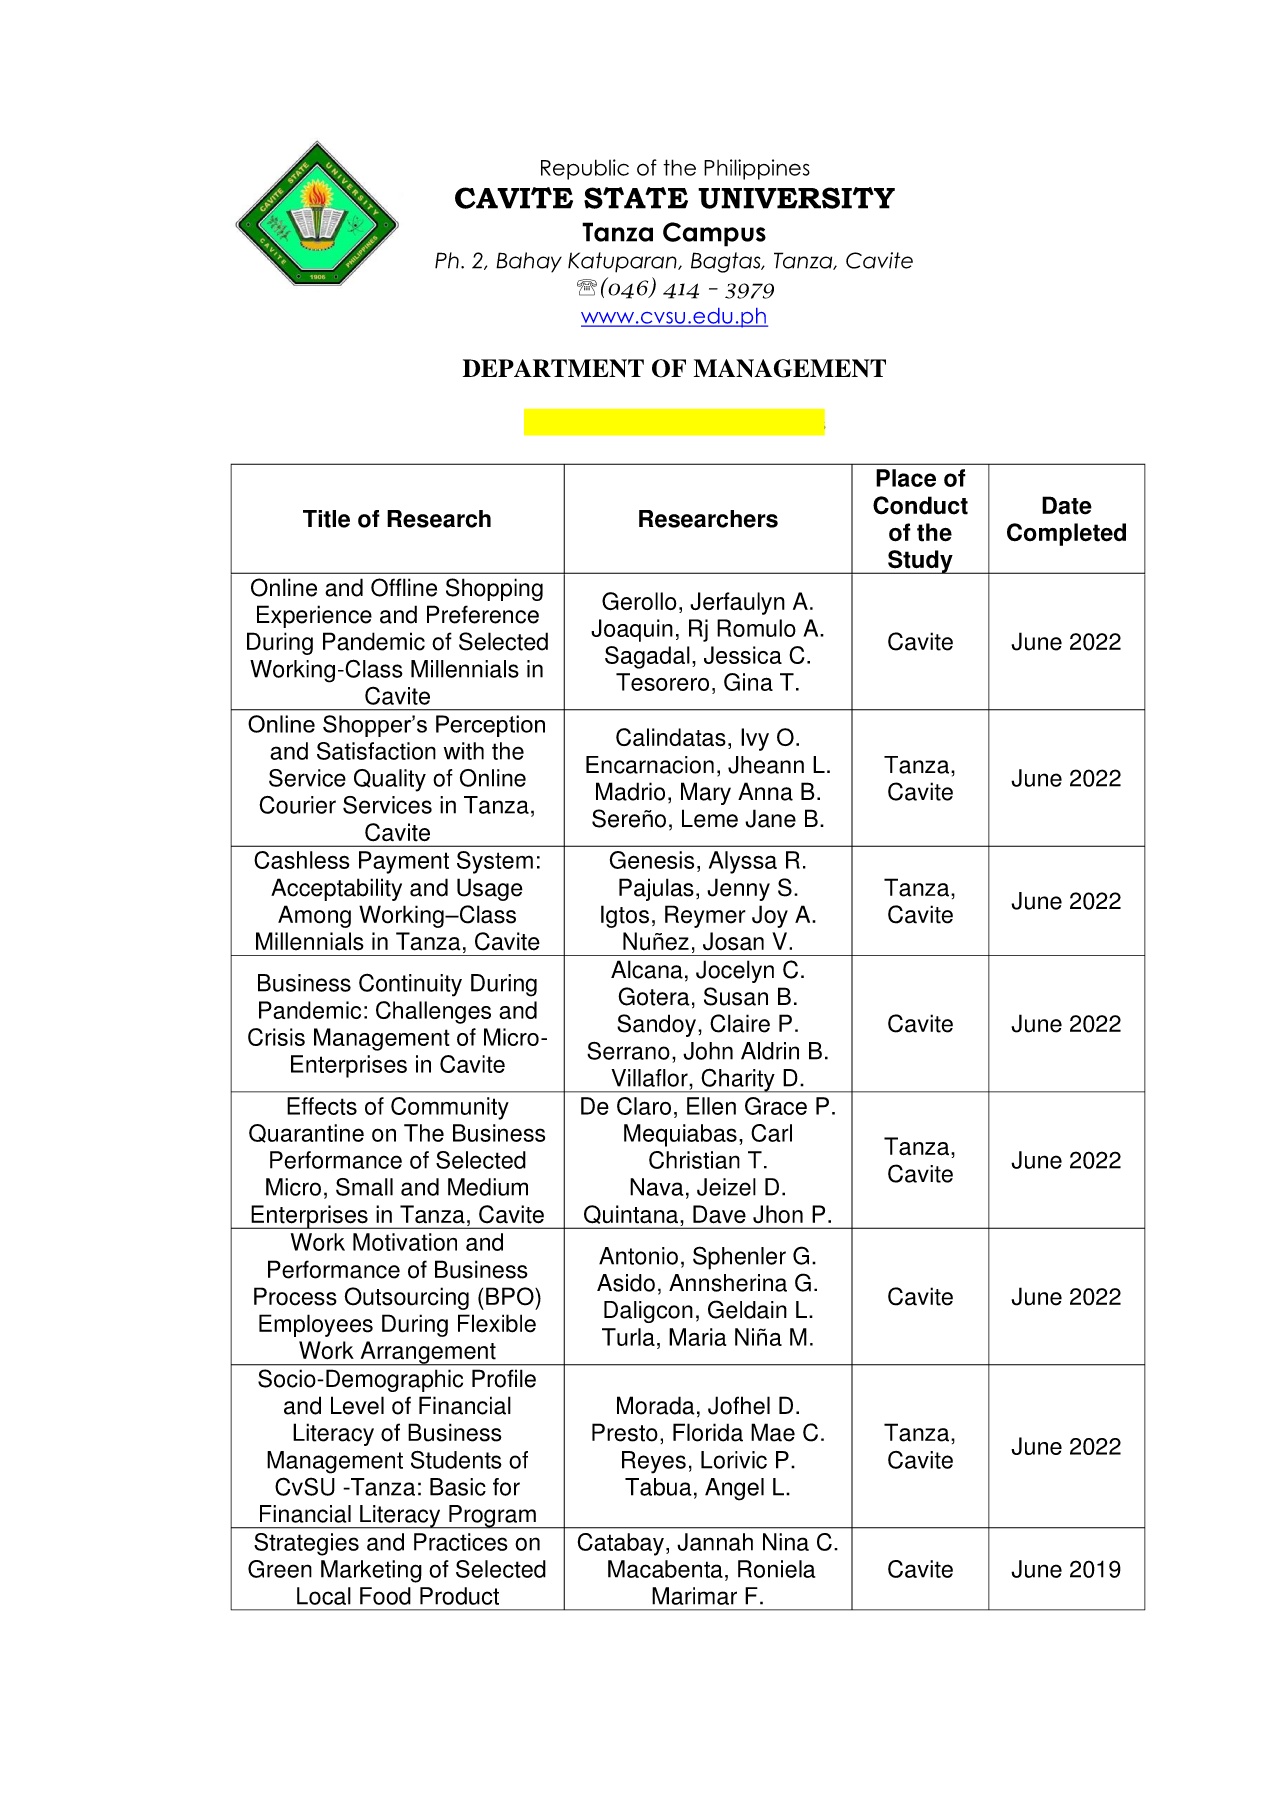 CAVITE STATE UNIVERSITY
CAVITE PHILIPPINES
1906
Republic of the Philippines
CAVITE STATE UNIVERSITY
Tanza Campus
Ph. 2, Bahay Katuparan, Bagtas, Tanza, Cavite
☏(046) 414 – 3979
www.cvsu.edu.ph
DEPARTMENT OF MANAGEMENT
Title of Research
Researchers
Place of
Conduct
of the
Study
Date
Completed
Online and Offline Shopping
Experience and Preference
During Pandemic of Selected
Working-Class Millennials in
Cavite
Gerollo, Jerfaulyn A.
Joaquin, Rj Romulo A.
Sagadal, Jessica C.
Tesorero, Gina T.
Cavite
June 2022
Online Shopper’s Perception
and Satisfaction with the
Service Quality of Online
Courier Services in Tanza,
Cavite
Calindatas, Ivy O.
Encarnacion, Jheann L.
Madrio, Mary Anna B.
Sereño, Leme Jane B.
Tanza,
Cavite
June 2022
Cashless Payment System:
Acceptability and Usage
Among Working–Class
Millennials in Tanza, Cavite
Genesis, Alyssa R.
Pajulas, Jenny S.
Igtos, Reymer Joy A.
Nuñez, Josan V.
Tanza,
Cavite
June 2022
Business Continuity During
Pandemic: Challenges and
Crisis Management of Micro-
Enterprises in Cavite
Alcana, Jocelyn C.
Gotera, Susan B.
Sandoy, Claire P.
Serrano, John Aldrin B.
Villaflor, Charity D.
Cavite
June 2022
Effects of Community
Quarantine on The Business
Performance of Selected
Micro, Small and Medium
Enterprises in Tanza, Cavite
De Claro, Ellen Grace P.
Mequiabas, Carl
Christian T.
Nava, Jeizel D.
Quintana, Dave Jhon P.
Tanza,
Cavite
June 2022
Work Motivation and
Performance of Business
Process Outsourcing (BPO)
Employees During Flexible
Work Arrangement
Antonio, Sphenler G.
Asido, Annsherina G.
Daligcon, Geldain L.
Turla, Maria Niña M.
Cavite
June 2022
Socio-Demographic Profile
and Level of Financial
Literacy of Business
Management Students of
CvSU -Tanza: Basic for
Financial Literacy Program
Morada, Jofhel D.
Presto, Florida Mae C.
Reyes, Lorivic P.
Tabua, Angel L.
Tanza,
Cavite
June 2022
Strategies and Practices on
Green Marketing of Selected
Local Food Product
Catabay, Jannah Nina C.
Macabenta, Roniela
Marimar F.
Cavite
June 2019